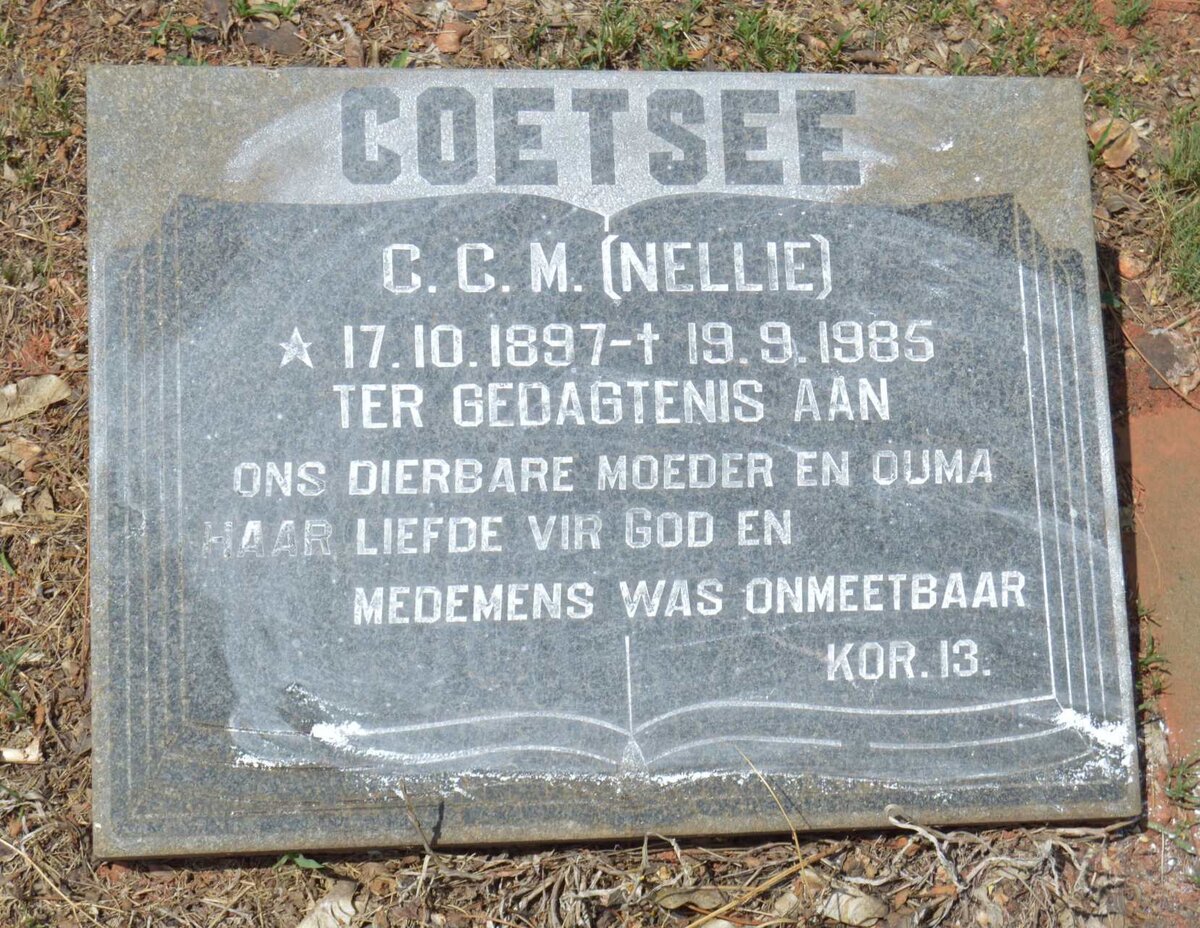 COETSEE
C. C. M. (NELLIE)
★ 17.10.1897-† 19.9.1985
TER GEDAGTENIS AAN
ONS DIERBARE MOEDER EN OUMA
HAAR LIEFDE VIR GOD EN
MEDEMENS WAS ONMEETBAAR
KOR. 13.